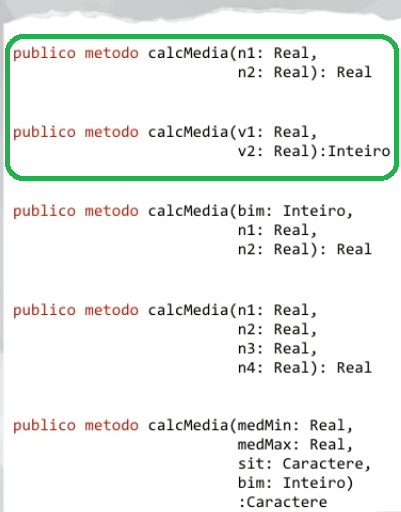 publico metodo calcMedia(n1: Real,
n2: Real): Real
publico metodo calcMedia(v1: Real,
v2: Real):Inteiro
publico metodo calcMedia(bim: Inteiro,
n1: Real,
n2: Real): Real
publico metodo calcMedia(n1: Real,
n2: Real,
n3: Real,
n4: Real): Real
publico metodo calcMedia(medMin: Real,
medMax: Real,
sit: Caractere,
bim: Inteiro)
:Caractere